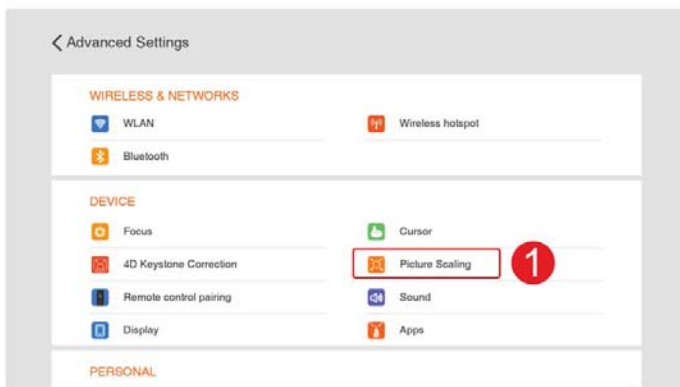 Advanced Settings
WIRELESS & NETWORKS
WLAN
Wireless hotspot
Bluetooth
DEVICE
Focus
Cursor
4D Keystone Correction
Picture Scaling
1
Remote control pairing
Sound
Display
Apps
PERSONAL